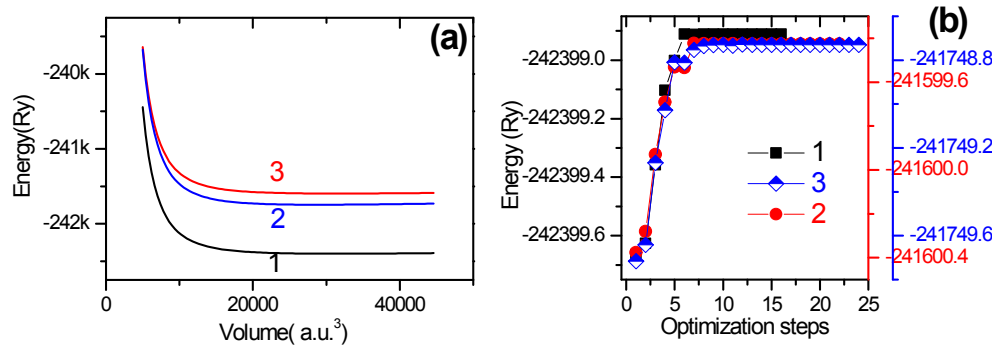 (a)
Energy(Ry)
-240k
-241k
-242k
3
2
1
0
20000
40000
Volume( a.u.³)
(b)
Energy (Ry)
-242399.0
-242399.2
-242399.4
-242399.6
1
3
2
0
5
10
15
20
25
Optimization steps
-241599.6
-241600.0
-241600.4
-241748.8
-241749.2
-241749.6